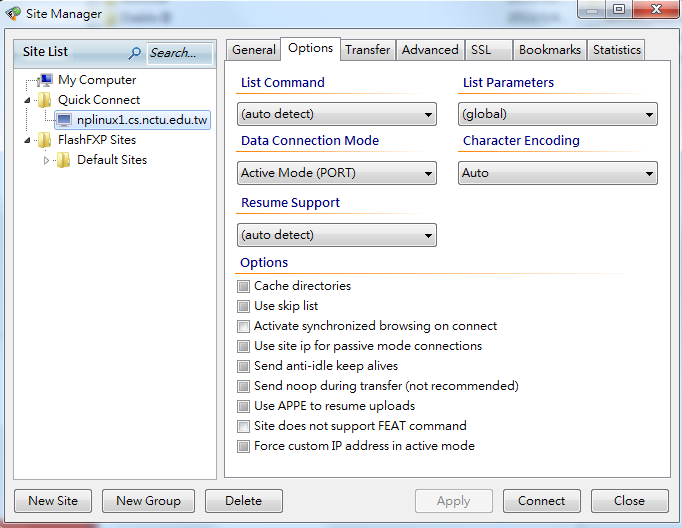 Site Manager
Site List
Search...
My Computer
Quick Connect
nplinux1.cs.nctu.edu.tw
FlashFXP Sites
Default Sites
General Options Transfer Advanced SSL Bookmarks Statistics
List Command List Parameters
(auto detect) (global)
Data Connection Mode Character Encoding
Active Mode (PORT) Auto
Resume Support
(auto detect)
Options
Cache directories
Use skip list
Activate synchronized browsing on connect
Use site ip for passive mode connections
Send anti-idle keep alives
Send noop during transfer (not recommended)
Use APPE to resume uploads
Site does not support FEAT command
Force custom IP address in active mode
New Site New Group Delete Apply Connect Close